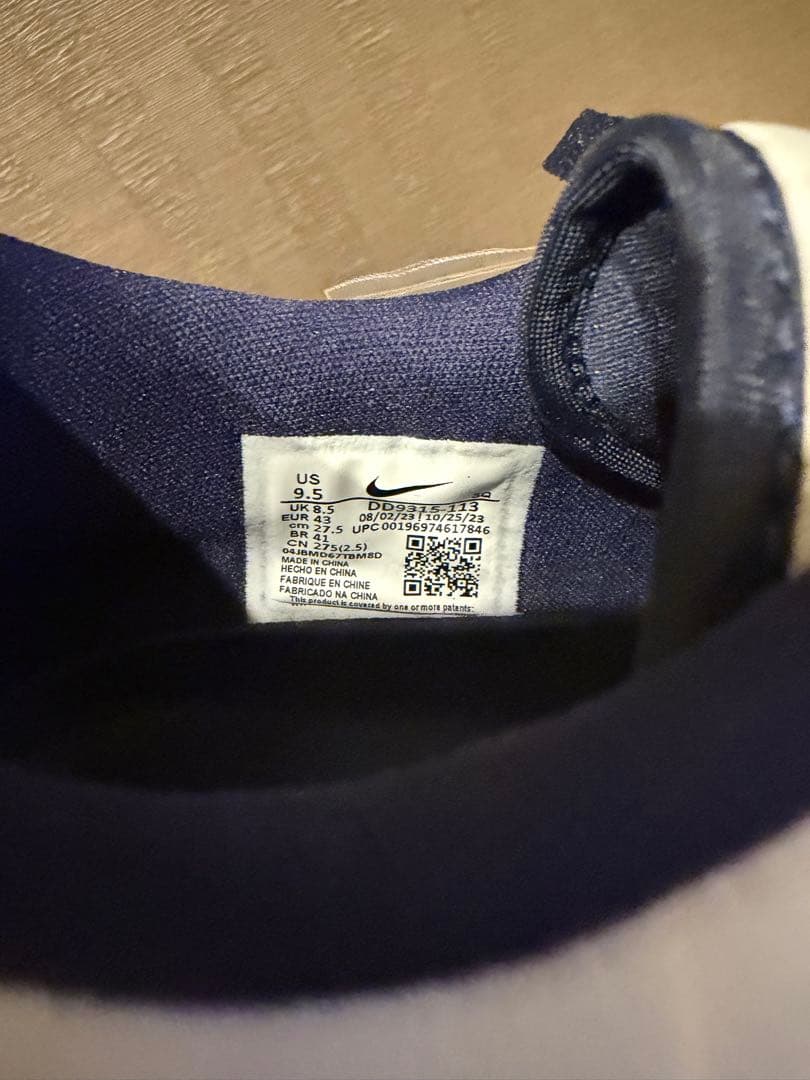 US
9.5
SQ
UK 8.5
DD9315-113
EUR 43
08/02/23 | 10/25/23
cm 27.5
UPC 00196974617846
BR 41
CN 275(2.5)
04JBMD67TBM8D
MADE IN CHINA
HECHO EN CHINA
FABRIQUE EN CHINE
FABRICADO NA CHINA
This product is covered by one or more patents: